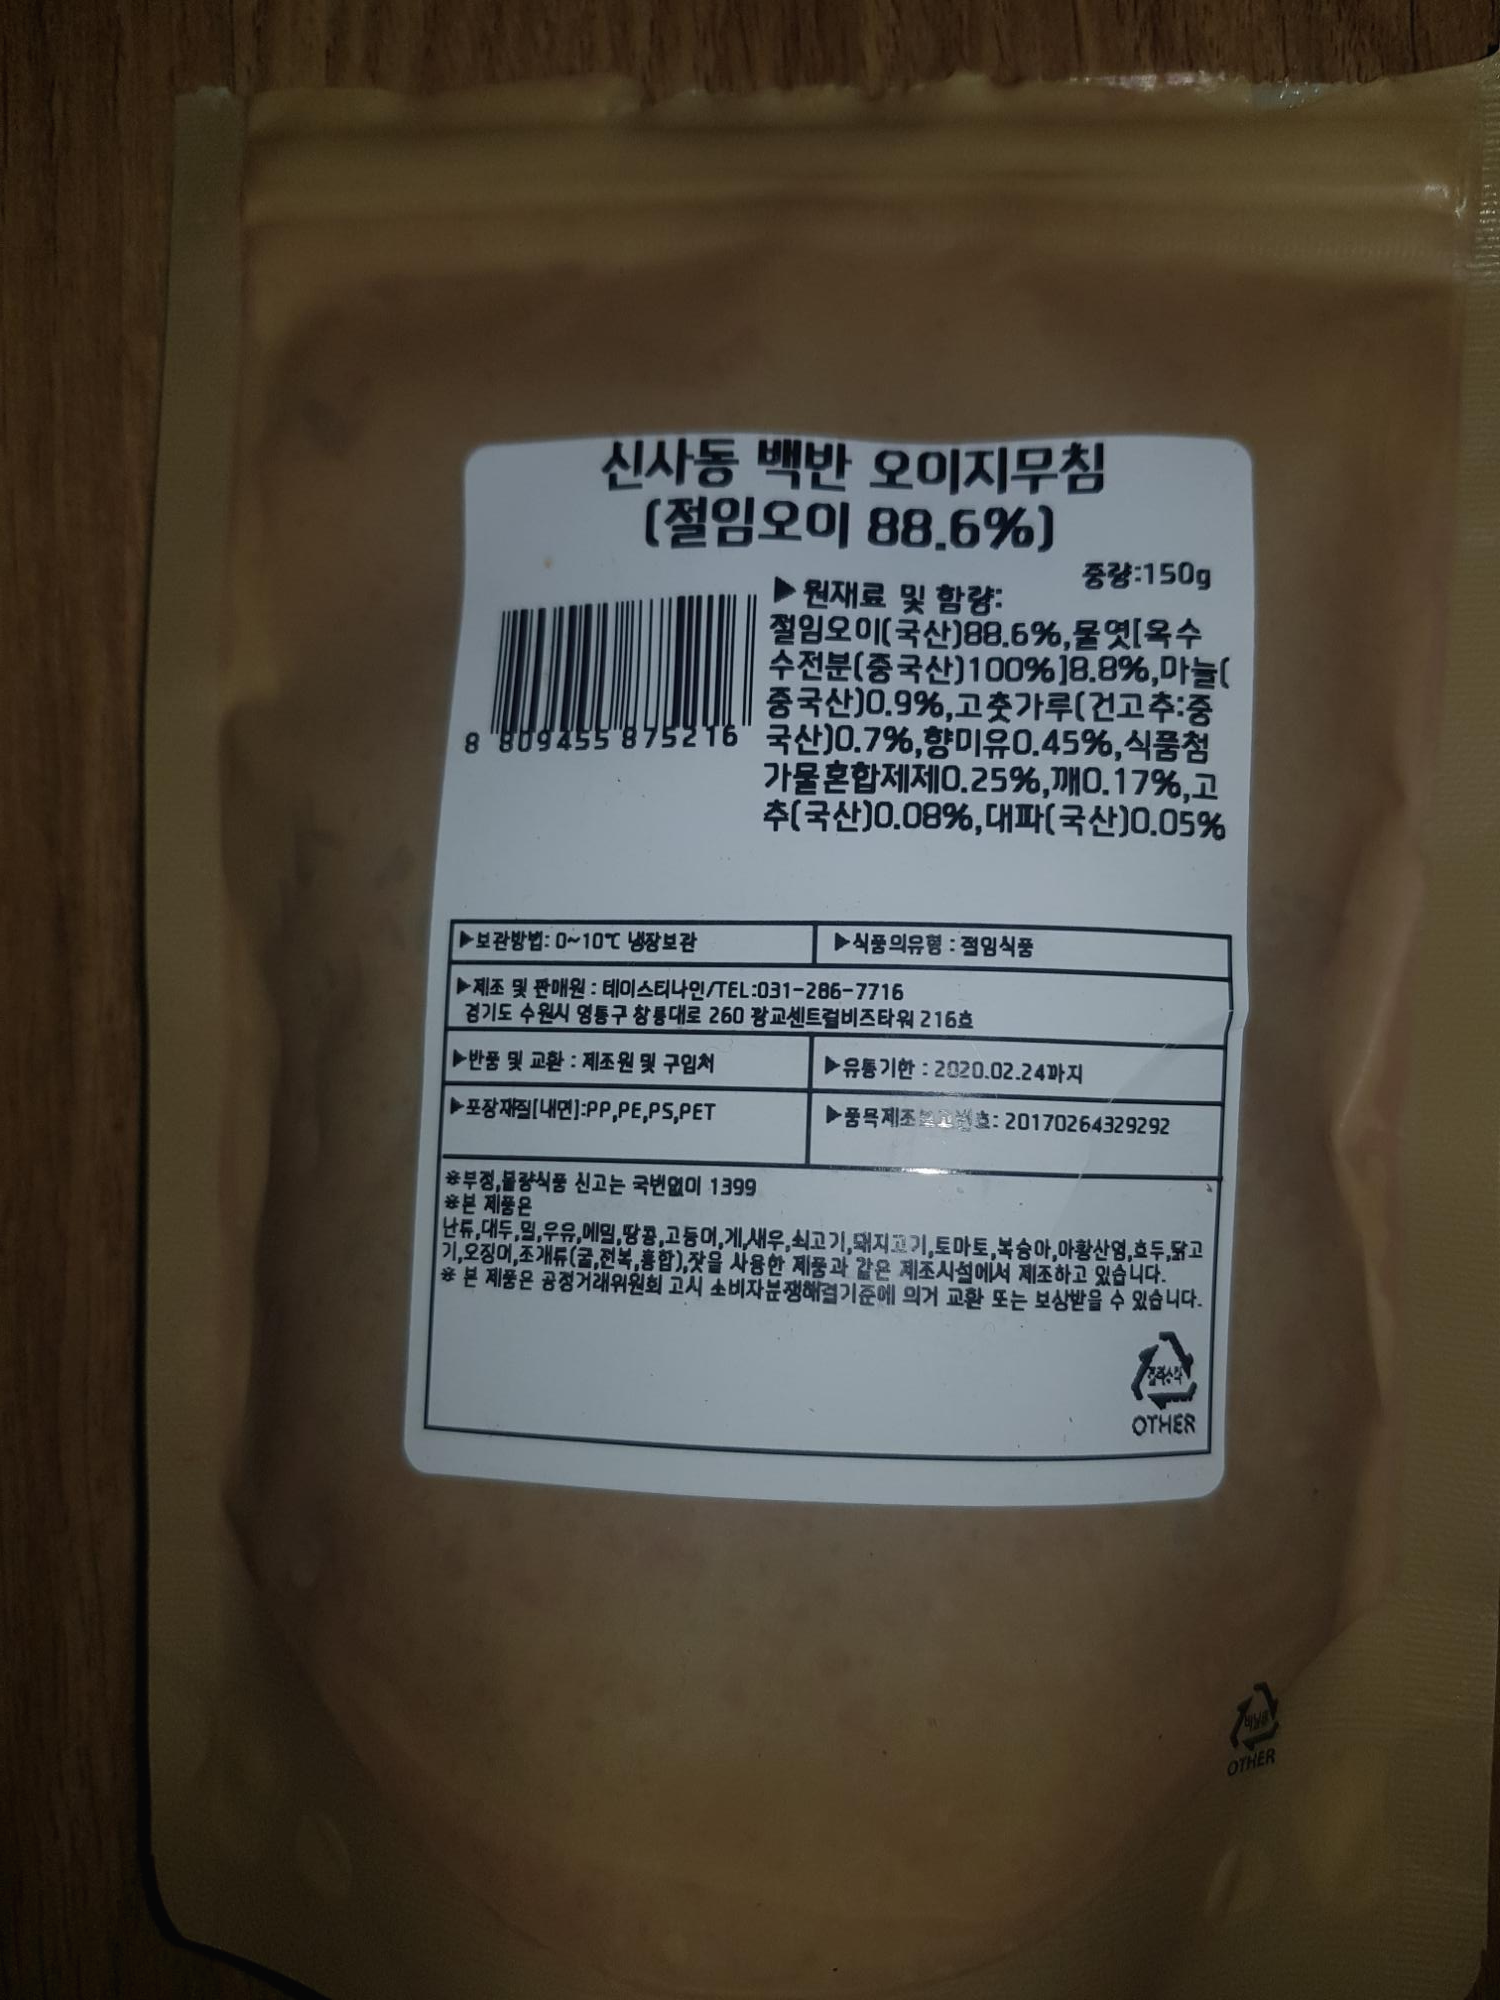 신사동 백반 오이지무침
(절임오이 88.6%)
중량:150g
▶원재료 및 함량:
절임오이(국산)88.6%,물엿[옥수
수전분(중국산)100%]8.8%,마늘(
중국산)0.9%,고춧가루(건고추:중
국산)0.7%,향미유0.45%,식품첨
가물혼합제제0.25%,깨0.17%,고
추(국산)0.08%,대파(국산)0.05%
8 809455 875216
▶보관방법: 0~10℃ 냉장보관
▶식품의유형 : 절임식품
▶제조 및 판매원 : 테이스티나인/TEL:031-286-7716
경기도 수원시 영통구 창룡대로 260 광교센트럴비즈타워 216호
▶반품 및 교환 : 제조원 및 구입처
▶유통기한 : 2020.02.24까지
▶포장재질[내면]:PP,PE,PS,PET
▶품목제조보고번호: 20170264329292
※부정,불량식품 신고는 국번없이 1399
※본 제품은
난류,대두,밀,우유,메밀,땅콩,고등어,게,새우,쇠고기,돼지고기,토마토,복숭아,아황산염,호두,닭고
기,오징어,조개류(굴,전복,홍합),잣을 사용한 제품과 같은 제조시설에서 제조하고 있습니다.
※ 본 제품은 공정거래위원회 고시 소비자분쟁해결기준에 의거 교환 또는 보상받을 수 있습니다.
OTHER
비닐류
OTHER